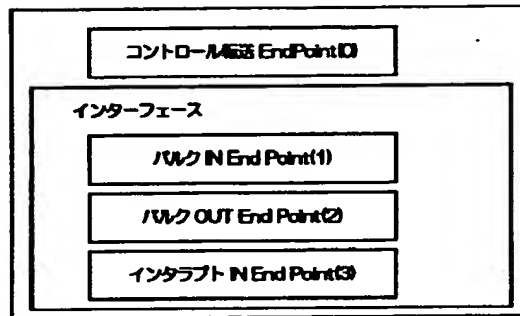 コントロール転送 EndPoint(0)
インターフェース
バルク IN End Point(1)
バルク OUT End Point(2)
インタラプト IN End Point(3)